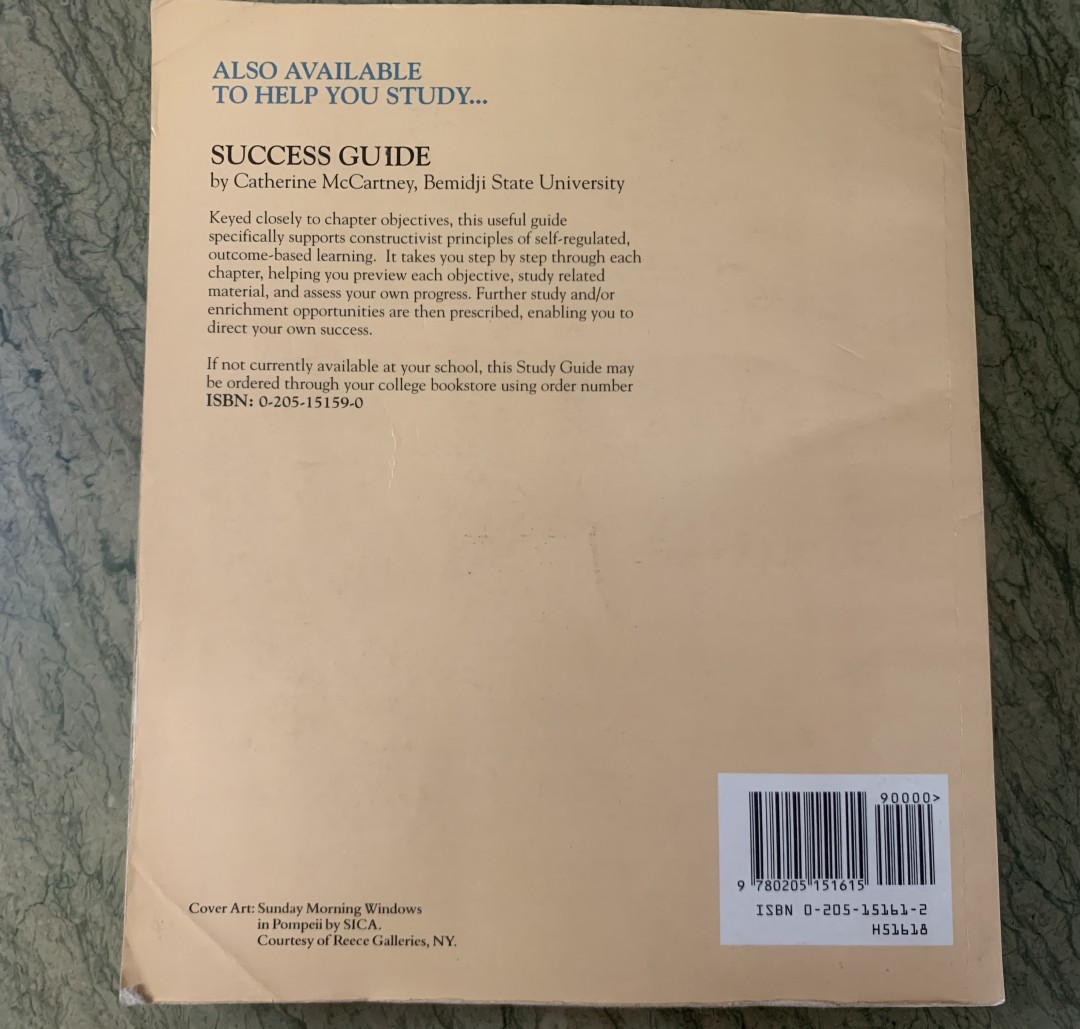 ALSO AVAILABLE
TO HELP YOU STUDY...
SUCCESS GUIDE
by Catherine McCartney, Bemidji State University
Keyed closely to chapter objectives, this useful guide
specifically supports constructivist principles of self-regulated,
outcome-based learning. It takes you step by step through each
chapter, helping you preview each objective, study related
material, and assess your own progress. Further study and/or
enrichment opportunities are then prescribed, enabling you to
direct your own success.
If not currently available at your school, this Study Guide may
be ordered through your college bookstore using order number
ISBN: 0-205-15159-0
90000>
9 780205 151615
ISBN 0-205-15161-2
H51618
Cover Art: Sunday Morning Windows
in Pompeii by SICA.
Courtesy of Reece Galleries, NY.